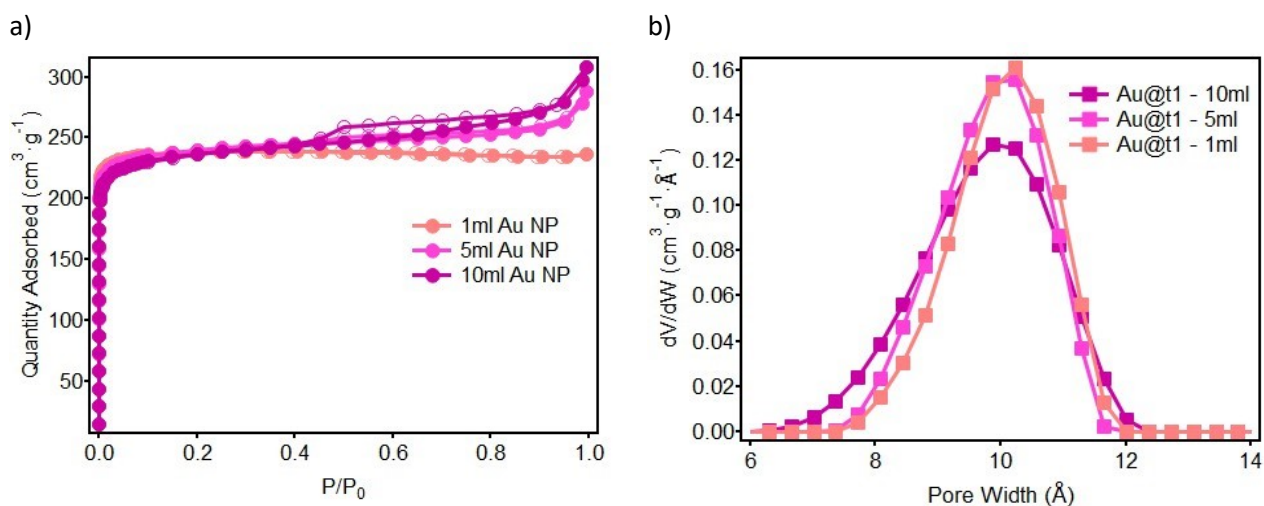 a)
Quantity Adsorbed (cm³·g⁻¹)
300
250
200
150
100
50
0.0 0.2 0.4 0.6 0.8 1.0
P/P₀
1ml Au NP
5ml Au NP
10ml Au NP
b)
dV/dW (cm³·g⁻¹·Å⁻¹)
0.16
0.14
0.12
0.10
0.08
0.06
0.04
0.02
0.00
6 8 10 12 14
Pore Width (Å)
Au@t1 - 10ml
Au@t1 - 5ml
Au@t1 - 1ml